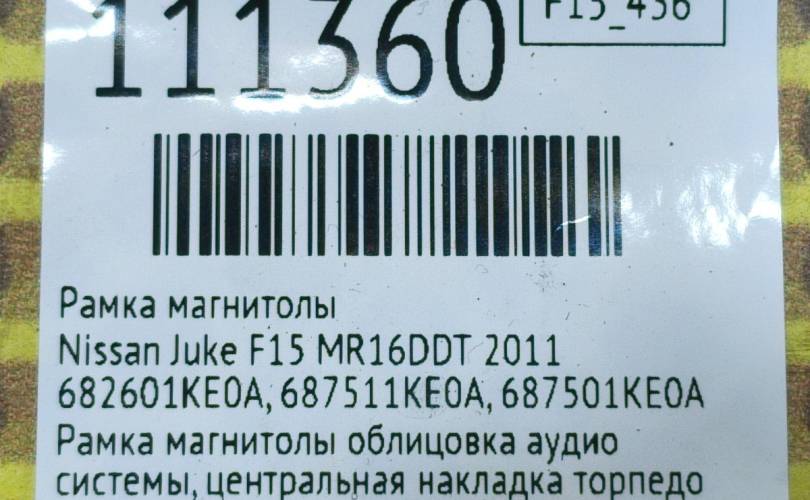 111360
F15_456
Рамка магнитолы
Nissan Juke F15 MR16DDT 2011
682601KE0A, 687511KE0A, 687501KE0A
Рамка магнитолы облицовка аудио
системы, центральная накладка торпедо